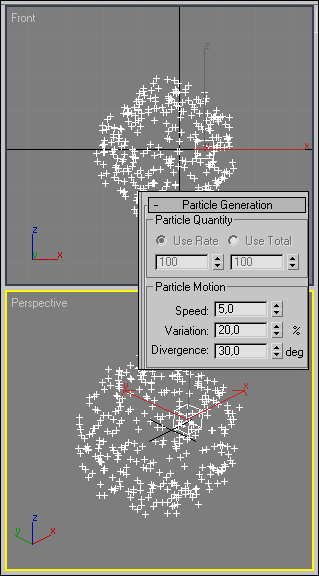 Front
z
x
z
y x
- Particle Generation
Particle Quantity
Use Rate Use Total
100 100
Particle Motion
Speed: 5,0
Variation: 20,0 %
Divergence: 30,0 deg
Perspective
y x
z
y x